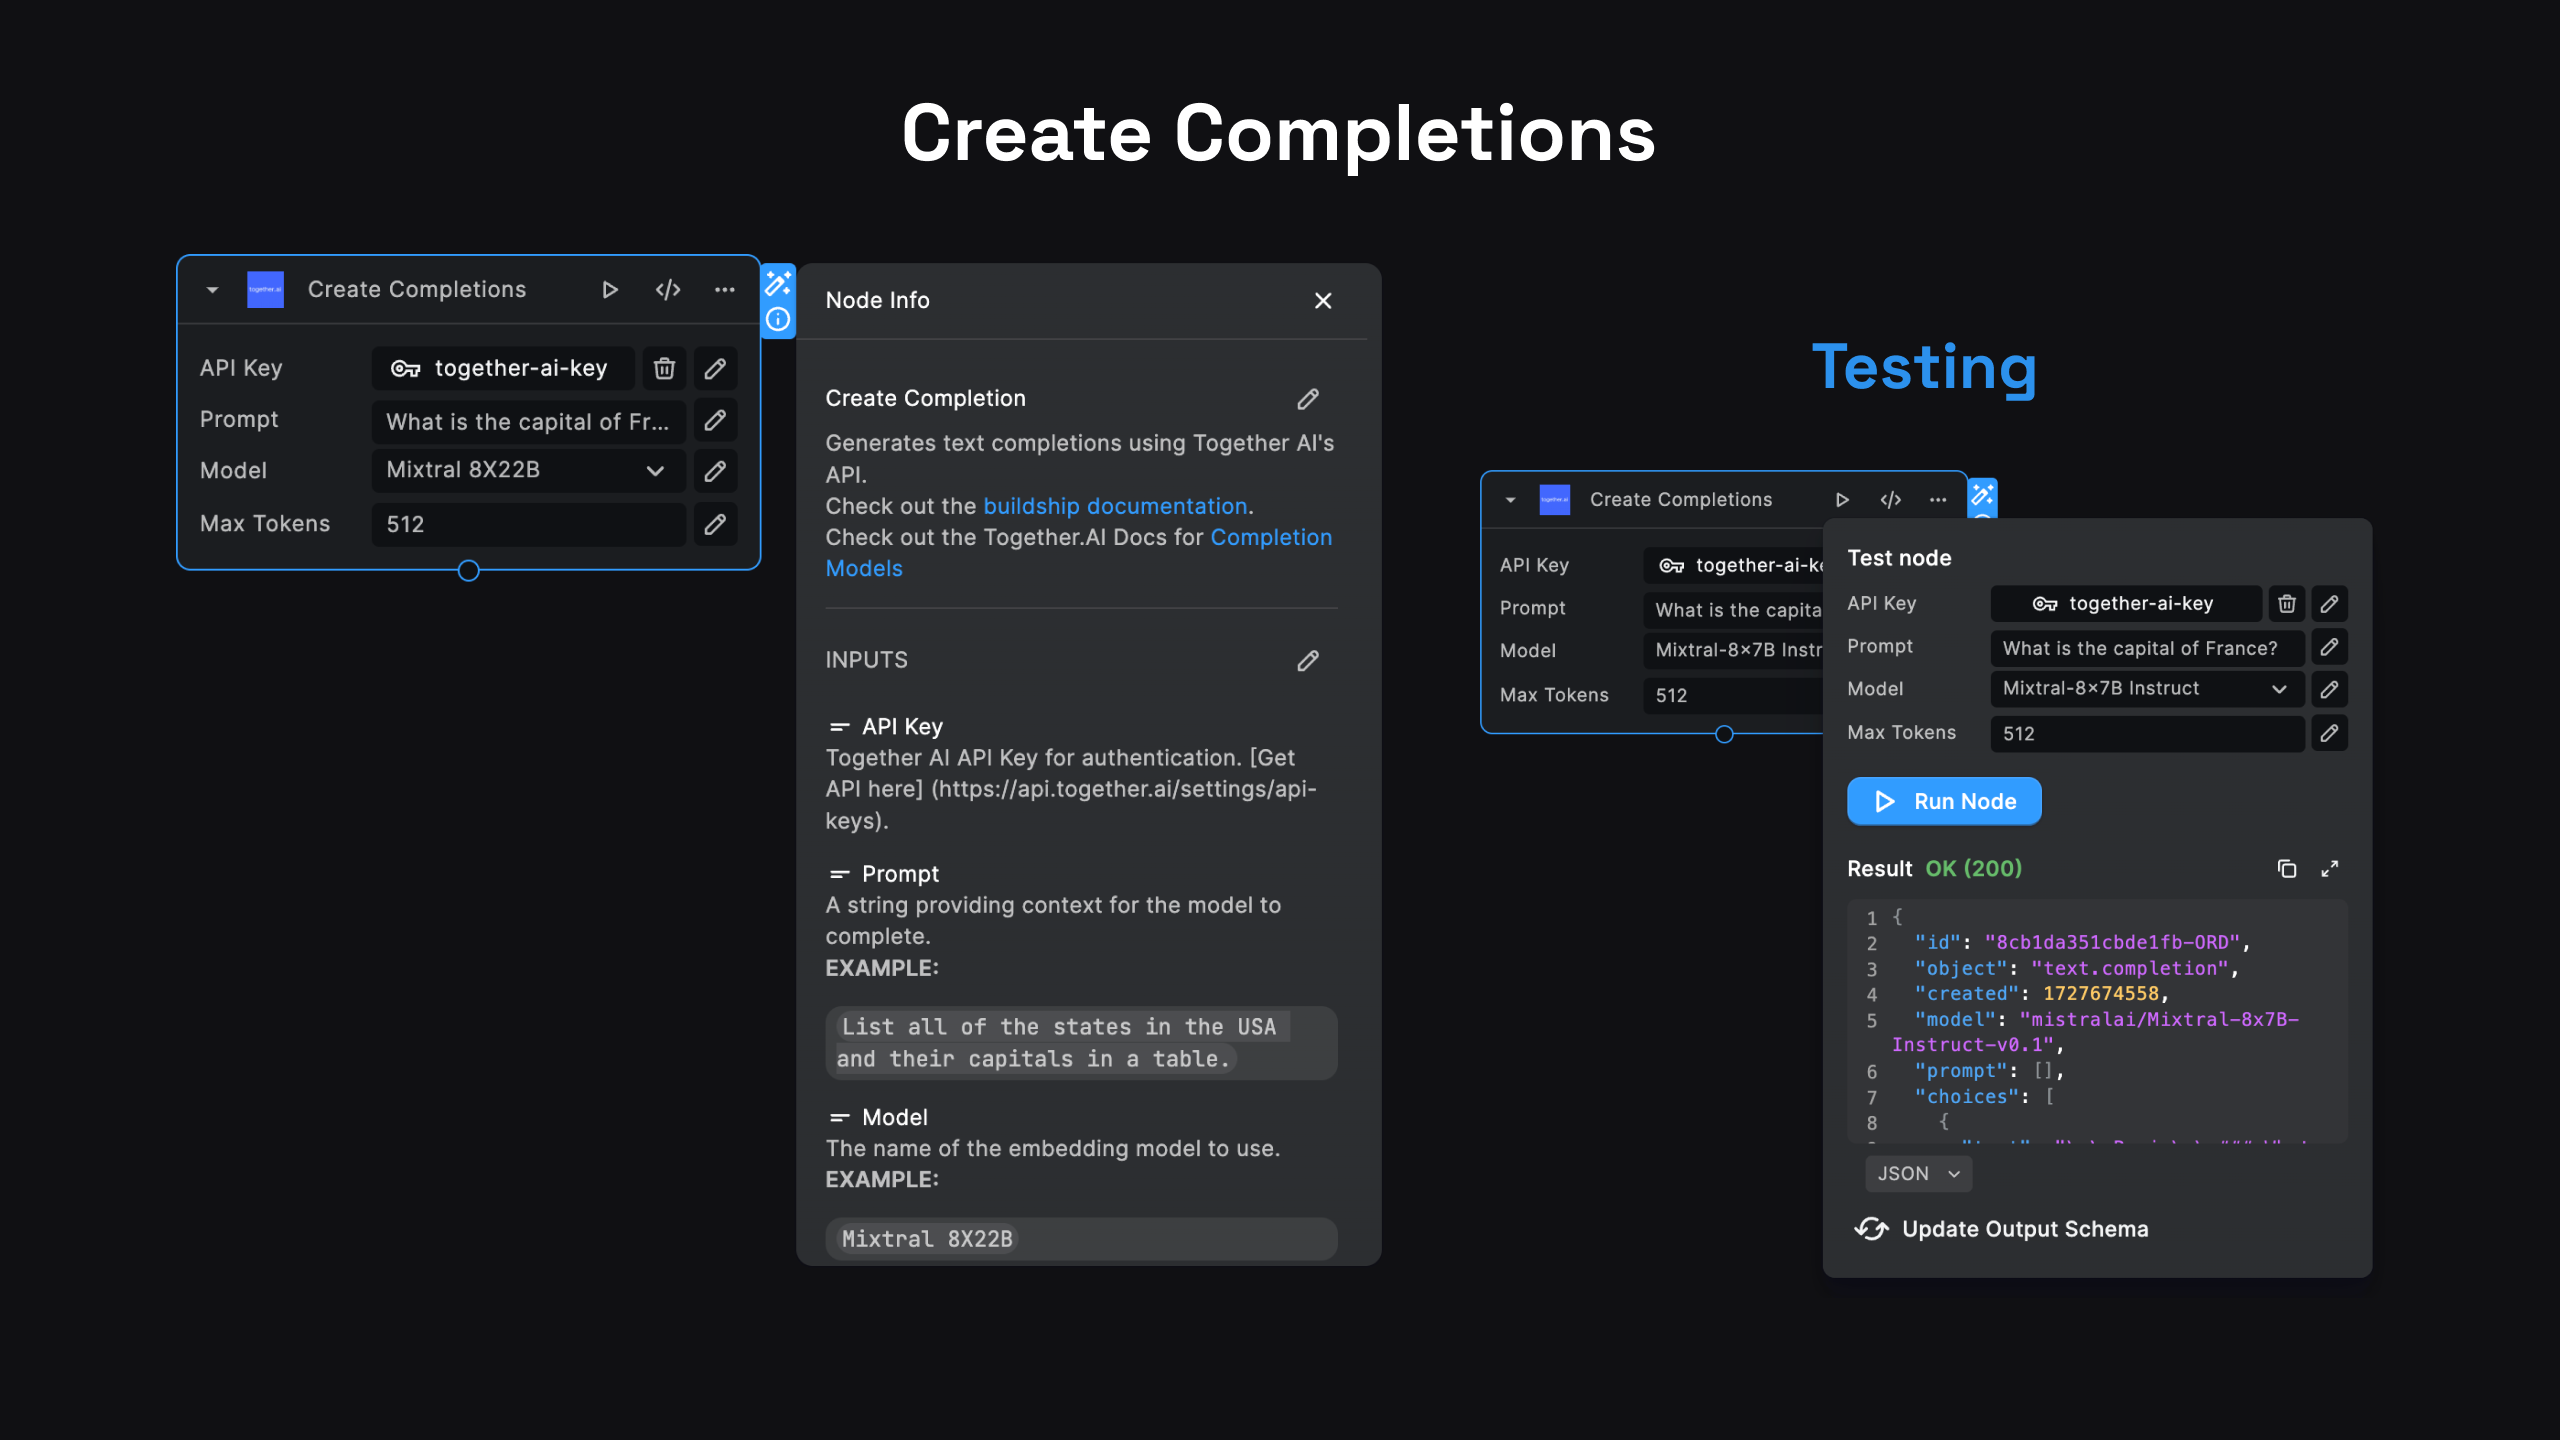 Create Completions
together.ai
Create Completions
API Key
together-ai-key
Prompt
What is the capital of Fr...
Model
Mixtral 8X22B
Max Tokens
512
Node Info
Create Completion
Generates text completions using Together AI's
API.
Check out the buildship documentation.
Check out the Together.AI Docs for Completion
Models
INPUTS
API Key
Together AI API Key for authentication. [Get
API here] (https://api.together.ai/settings/api-
keys).
Prompt
A string providing context for the model to
complete.
EXAMPLE:
List all of the states in the USA
and their capitals in a table.
Model
The name of the embedding model to use.
EXAMPLE:
Mixtral 8X22B
Testing
together.ai
Create Completions
API Key
together-ai-ke
Prompt
What is the capita
Model
Mixtral-8x7B Instr
Max Tokens
512
Test node
API Key
together-ai-key
Prompt
What is the capital of France?
Model
Mixtral-8x7B Instruct
Max Tokens
512
Run Node
Result OK (200)
1 {
2 "id": "8cb1da351cbde1fb-ORD",
3 "object": "text.completion",
4 "created": 1727674558,
5 "model": "mistralai/Mixtral-8x7B-
Instruct-v0.1",
6 "prompt": [],
7 "choices": [
8 {
JSON
Update Output Schema